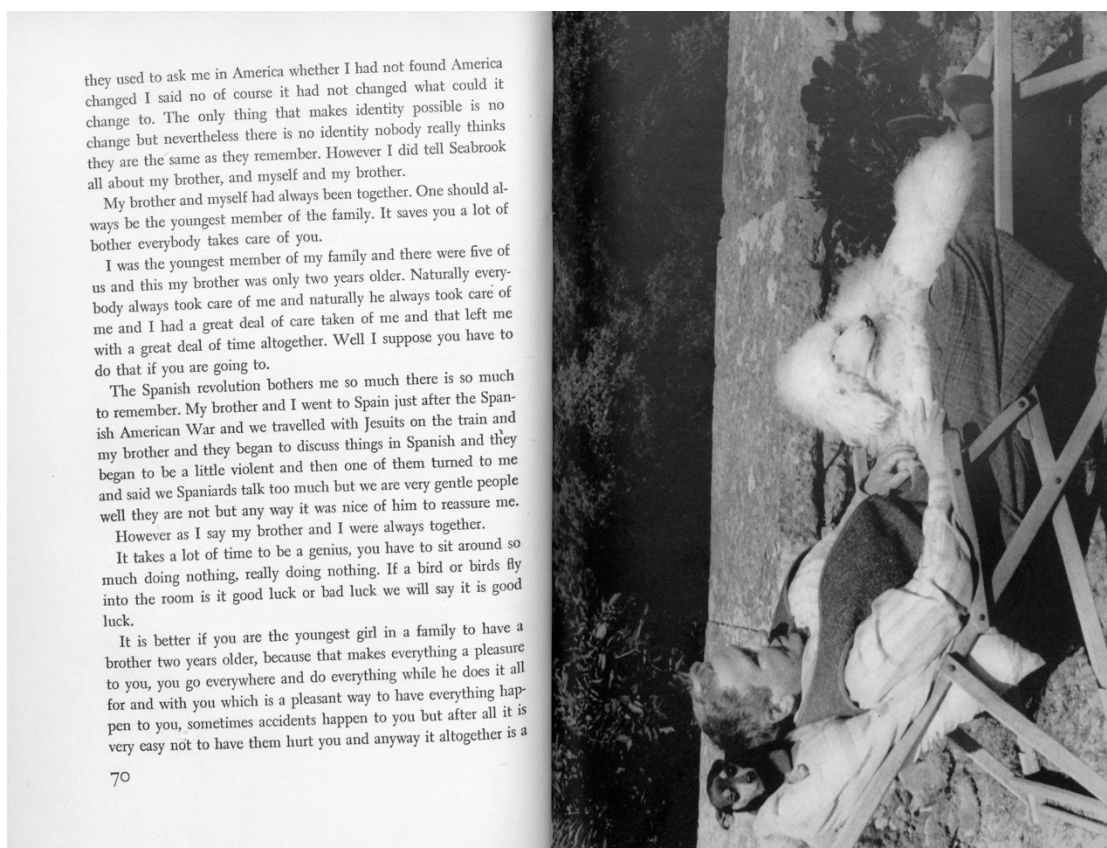 they used to ask me in America whether I had not found America
changed I said no of course it had not changed what could it
change to. The only thing that makes identity possible is no
change but nevertheless there is no identity nobody really thinks
they are the same as they remember. However I did tell Seabrook
all about my brother, and myself and my brother.
My brother and myself had always been together. One should al-
ways be the youngest member of the family. It saves you a lot of
bother everybody takes care of you.
I was the youngest member of my family and there were five of
us and this my brother was only two years older. Naturally every-
body always took care of me and naturally he always took care of
me and I had a great deal of care taken of me and that left me
with a great deal of time altogether. Well I suppose you have to
do that if you are going to.
The Spanish revolution bothers me so much there is so much
to remember. My brother and I went to Spain just after the Span-
ish American War and we travelled with Jesuits on the train and
my brother and they began to discuss things in Spanish and they
began to be a little violent and then one of them turned to me
and said we Spaniards talk too much but we are very gentle people
well they are not but any way it was nice of him to reassure me.
However as I say my brother and I were always together.
It takes a lot of time to be a genius, you have to sit around so
much doing nothing, really doing nothing. If a bird or birds fly
into the room is it good luck or bad luck we will say it is good
luck.
It is better if you are the youngest girl in a family to have a
brother two years older, because that makes everything a pleasure
to you, you go everywhere and do everything while he does it all
for and with you which is a pleasant way to have everything hap-
pen to you, sometimes accidents happen to you but after all it is
very easy not to have them hurt you and anyway it altogether is a
70